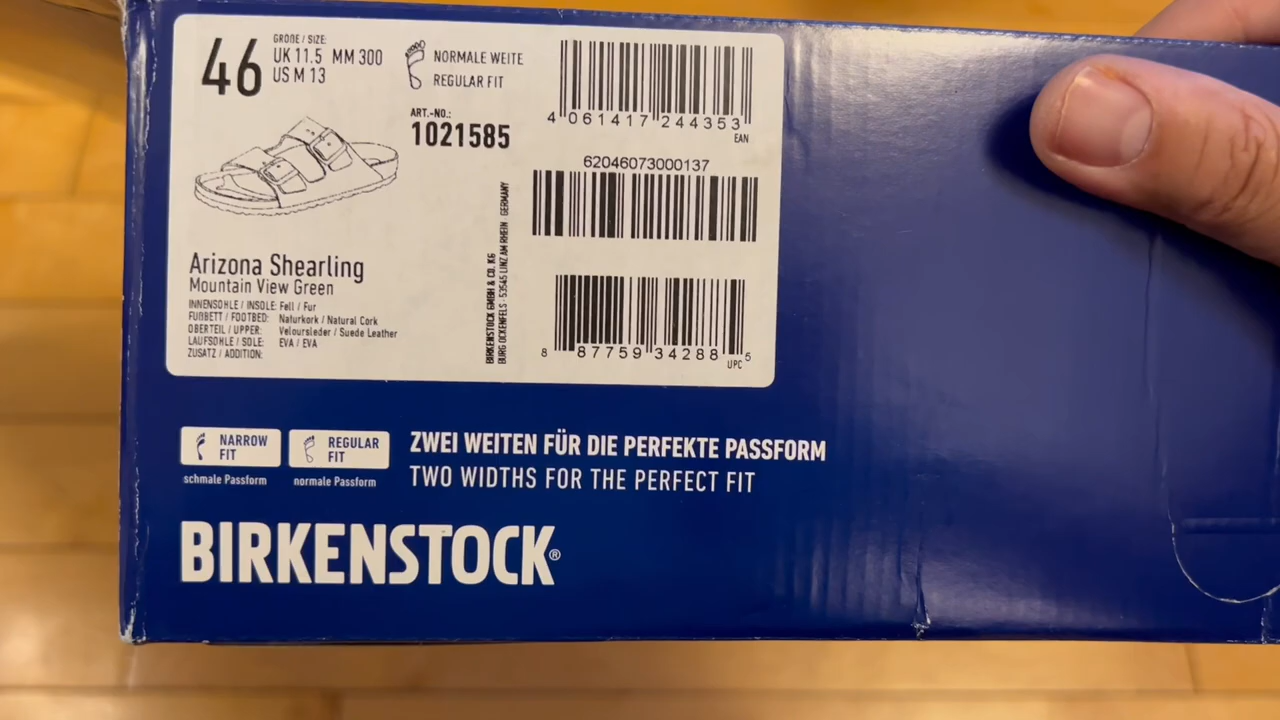 46
GRÖßE / SIZE:
UK 11.5 MM 300
US M 13
NORMALE WEITE
REGULAR FIT
ART.-NO.:
1021585
4 061417 244353
EAN
62046073000137
BIRKENSTOCK GMBH & CO. KG
BURG OCKENFELS - 53545 LINZ AM RHEIN GERMANY
Arizona Shearling
Mountain View Green
INNENSOHLE / INSOLE: Fell / Fur
FUßBETT / FOOTBED: Naturkork / Natural Cork
OBERTEIL / UPPER: Veloursleder / Suede Leather
LAUFSOHLE / SOLE: EVA / EVA
ZUSATZ / ADDITION:
8 87759 34288 5
UPC
NARROW
FIT
schmale Passform
REGULAR
FIT
normale Passform
ZWEI WEITEN FÜR DIE PERFEKTE PASSFORM
TWO WIDTHS FOR THE PERFECT FIT
BIRKENSTOCK®